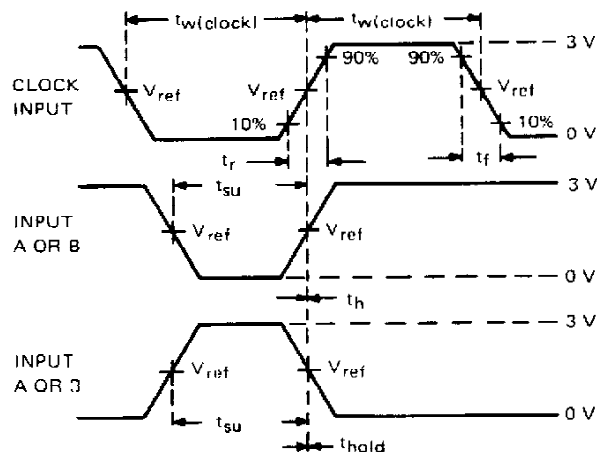 tw(clock) tw(clock)
3 V
90% 90%
CLOCK
INPUT
Vref Vref Vref
10% 10%
0 V
tr tf
3 V
tsu
INPUT
A OR B
Vref Vref
0 V
th
3 V
INPUT
A OR 3
Vref Vref
0 V
tsu
thold